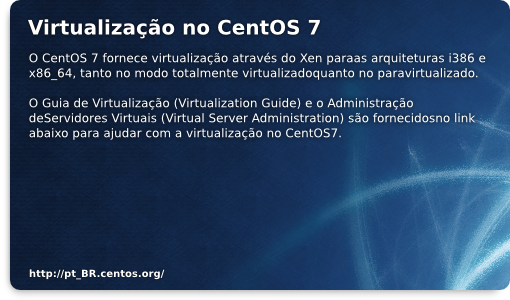 Virtualização no CentOS 7
O CentOS 7 fornece virtualização através do Xen paraas arquiteturas i386 e
x86_64, tanto no modo totalmente virtualizadoquanto no paravirtualizado.
O Guia de Virtualização (Virtualization Guide) e o Administração
deServidores Virtuais (Virtual Server Administration) são fornecidosno link
abaixo para ajudar com a virtualização no CentOS7.
http://pt_BR.centos.org/